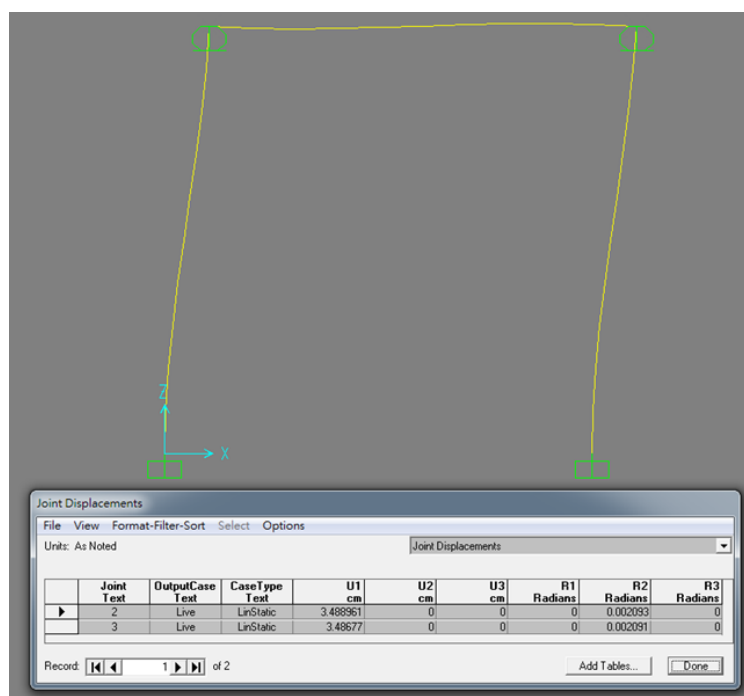 Z
X
Joint Displacements
File View Format-Filter-Sort Select Options
Units: As Noted
Joint Displacements
Joint OutputCase CaseType U1 U2 U3 R1 R2 R3
Text Text Text cm cm cm Radians Radians Radians
2 Live LinStatic 3.488961 0 0 0 0.002093 0
3 Live LinStatic 3.48677 0 0 0 0.002091 0
Record: 1 of 2 Add Tables... Done